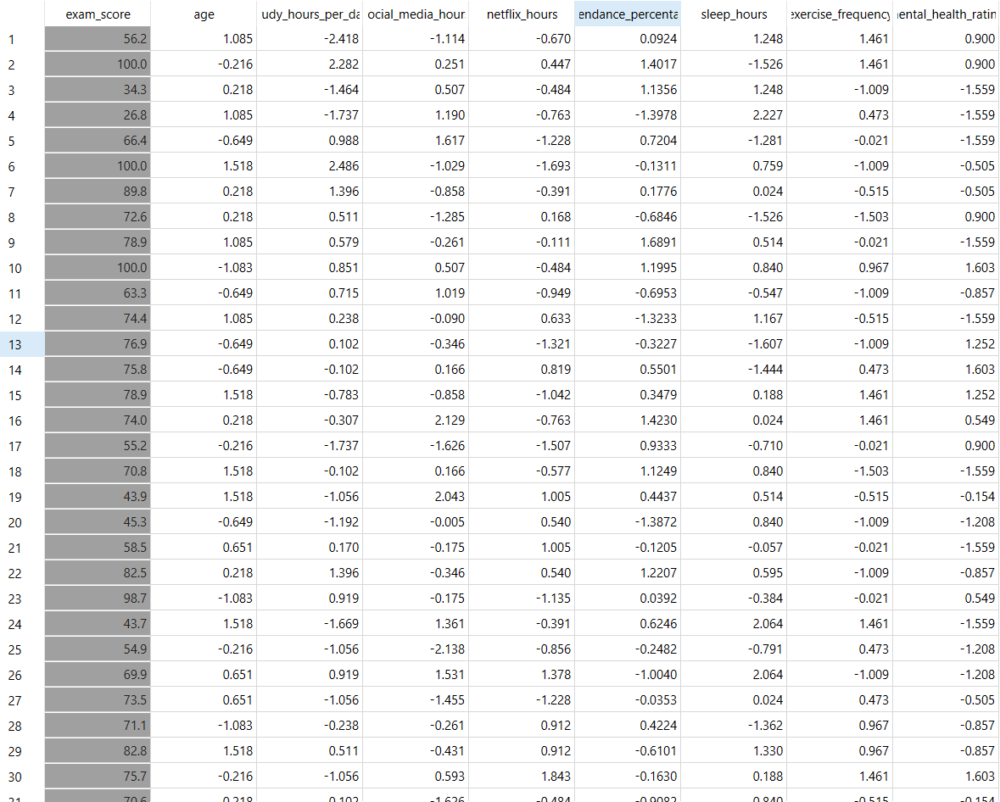 exam_score age udy_hours_per_da ocial_media_hour netflix_hours endance_percenta sleep_hours exercise_frequency ental_health_ratin
1 56.2 1.085 -2.418 -1.114 -0.670 0.0924 1.248 1.461 0.900
2 100.0 -0.216 2.282 0.251 0.447 1.4017 -1.526 1.461 0.900
3 34.3 0.218 -1.464 0.507 -0.484 1.1356 1.248 -1.009 -1.559
4 26.8 1.085 -1.737 1.190 -0.763 -1.3978 2.227 0.473 -1.559
5 66.4 -0.649 0.988 1.617 -1.228 0.7204 -1.281 -0.021 -1.559
6 100.0 1.518 2.486 -1.029 -1.693 -0.1311 0.759 -1.009 -0.505
7 89.8 0.218 1.396 -0.858 -0.391 0.1776 0.024 -0.515 -0.505
8 72.6 0.218 0.511 -1.285 0.168 -0.6846 -1.526 -1.503 0.900
9 78.9 1.085 0.579 -0.261 -0.111 1.6891 0.514 -0.021 -1.559
10 100.0 -1.083 0.851 0.507 -0.484 1.1995 0.840 0.967 1.603
11 63.3 -0.649 0.715 1.019 -0.949 -0.6953 -0.547 -1.009 -0.857
12 74.4 1.085 0.238 -0.090 0.633 -1.3233 1.167 -0.515 -1.559
13 76.9 -0.649 0.102 -0.346 -1.321 -0.3227 -1.607 -1.009 1.252
14 75.8 -0.649 -0.102 0.166 0.819 0.5501 -1.444 0.473 1.603
15 78.9 1.518 -0.783 -0.858 -1.042 0.3479 0.188 1.461 1.252
16 74.0 0.218 -0.307 2.129 -0.763 1.4230 0.024 1.461 0.549
17 55.2 -0.216 -1.737 -1.626 -1.507 0.9333 -0.710 -0.021 0.900
18 70.8 1.518 -0.102 0.166 -0.577 1.1249 0.840 -1.503 -1.559
19 43.9 1.518 -1.056 2.043 1.005 0.4437 0.514 -0.515 -0.154
20 45.3 -0.649 -1.192 -0.005 0.540 -1.3872 0.840 -1.009 -1.208
21 58.5 0.651 0.170 -0.175 1.005 -0.1205 -0.057 -0.021 -1.559
22 82.5 0.218 1.396 -0.346 0.540 1.2207 0.595 -1.009 -0.857
23 98.7 -1.083 0.919 -0.175 -1.135 0.0392 -0.384 -0.021 0.549
24 43.7 1.518 -1.669 1.361 -0.391 0.6246 2.064 1.461 -1.559
25 54.9 -0.216 -1.056 -2.138 -0.856 -0.2482 -0.791 0.473 -1.208
26 69.9 0.651 0.919 1.531 1.378 -1.0040 2.064 -1.009 -1.208
27 73.5 0.651 -1.056 -1.455 -1.228 -0.0353 0.024 0.473 -0.505
28 71.1 -1.083 -0.238 -0.261 0.912 0.4224 -1.362 0.967 -0.857
29 82.8 1.518 0.511 -0.431 0.912 -0.6101 1.330 0.967 -0.857
30 75.7 -0.216 -1.056 0.593 1.843 -0.1630 0.188 1.461 1.603
31 70.6 0.218 0.102 -1.626 -0.484 -0.9082 0.840 -0.515 -0.154